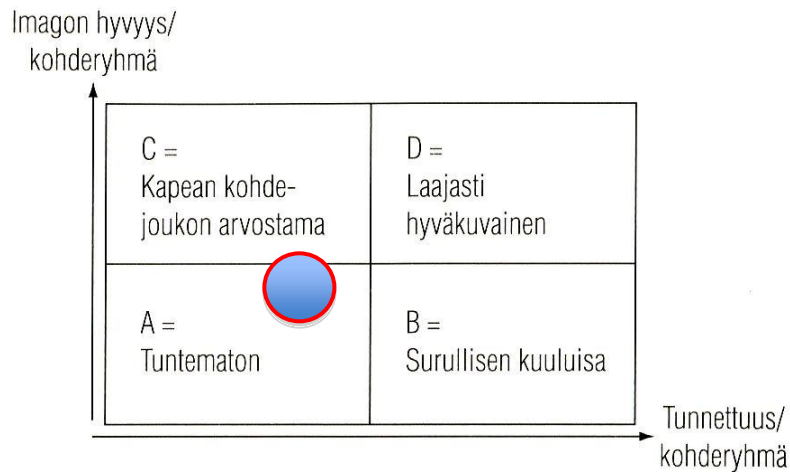 Imagon hyvyys/
kohderyhmä
C =
Kapean kohde-
joukon arvostama
D =
Laajasti
hyväkuvainen
A =
Tuntematon
B =
Surullisen kuuluisa
Tunnettuus/
kohderyhmä